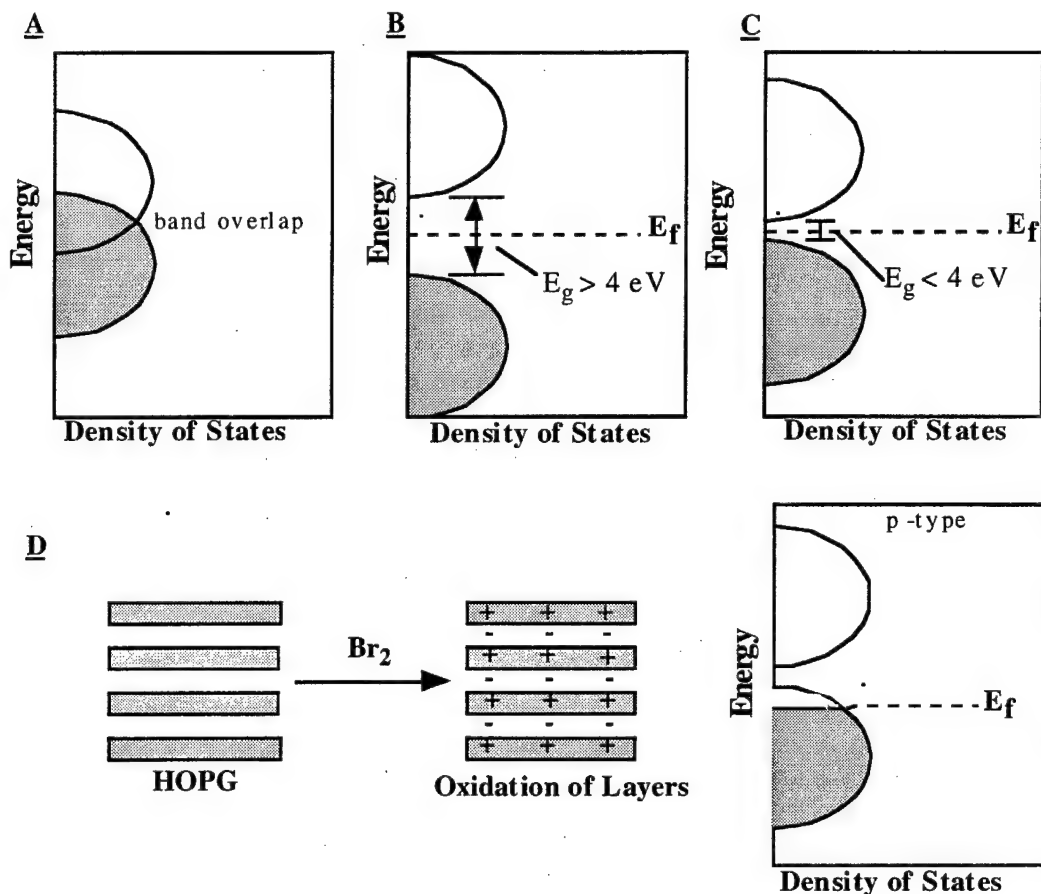 A
B
C
Energy
band overlap
Density of States
Energy
E_f
E_g > 4 eV
Density of States
Energy
E_f
E_g < 4 eV
Density of States
D
HOPG
Br_2
+ + +
- - -
+ + +
- - -
+ + +
- - -
+ + +
Oxidation of Layers
p -type
Energy
E_f
Density of States